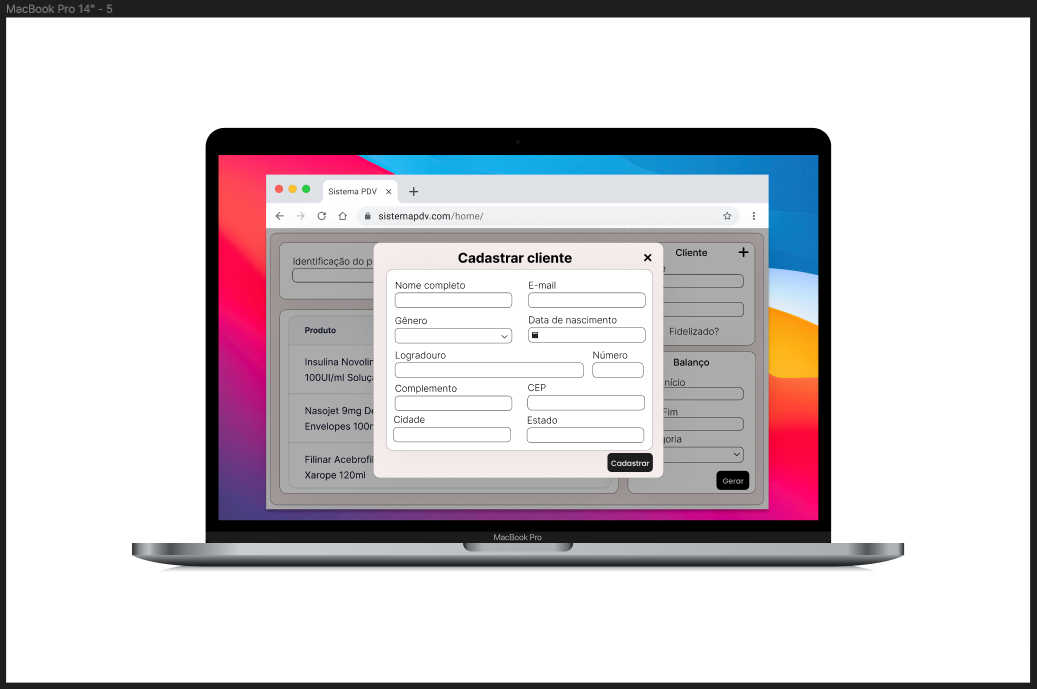 MacBook Pro 14" - 5
Sistema PDV
sistemapdv.com/home/
Identificação do p
Cadastrar cliente
Cliente
Nome completo
E-mail
Gênero
Data de nascimento
Fidelizado?
Logradouro
Número
Complemento
CEP
Cidade
Estado
Cadastrar
Produto
Insulina Novolin
100UI/ml Soluç
Nasojet 9mg De
Envelopes 100m
Filinar Acebrofil
Xarope 120ml
Balanço
nício
Fim
goria
Gerar
MacBook Pro